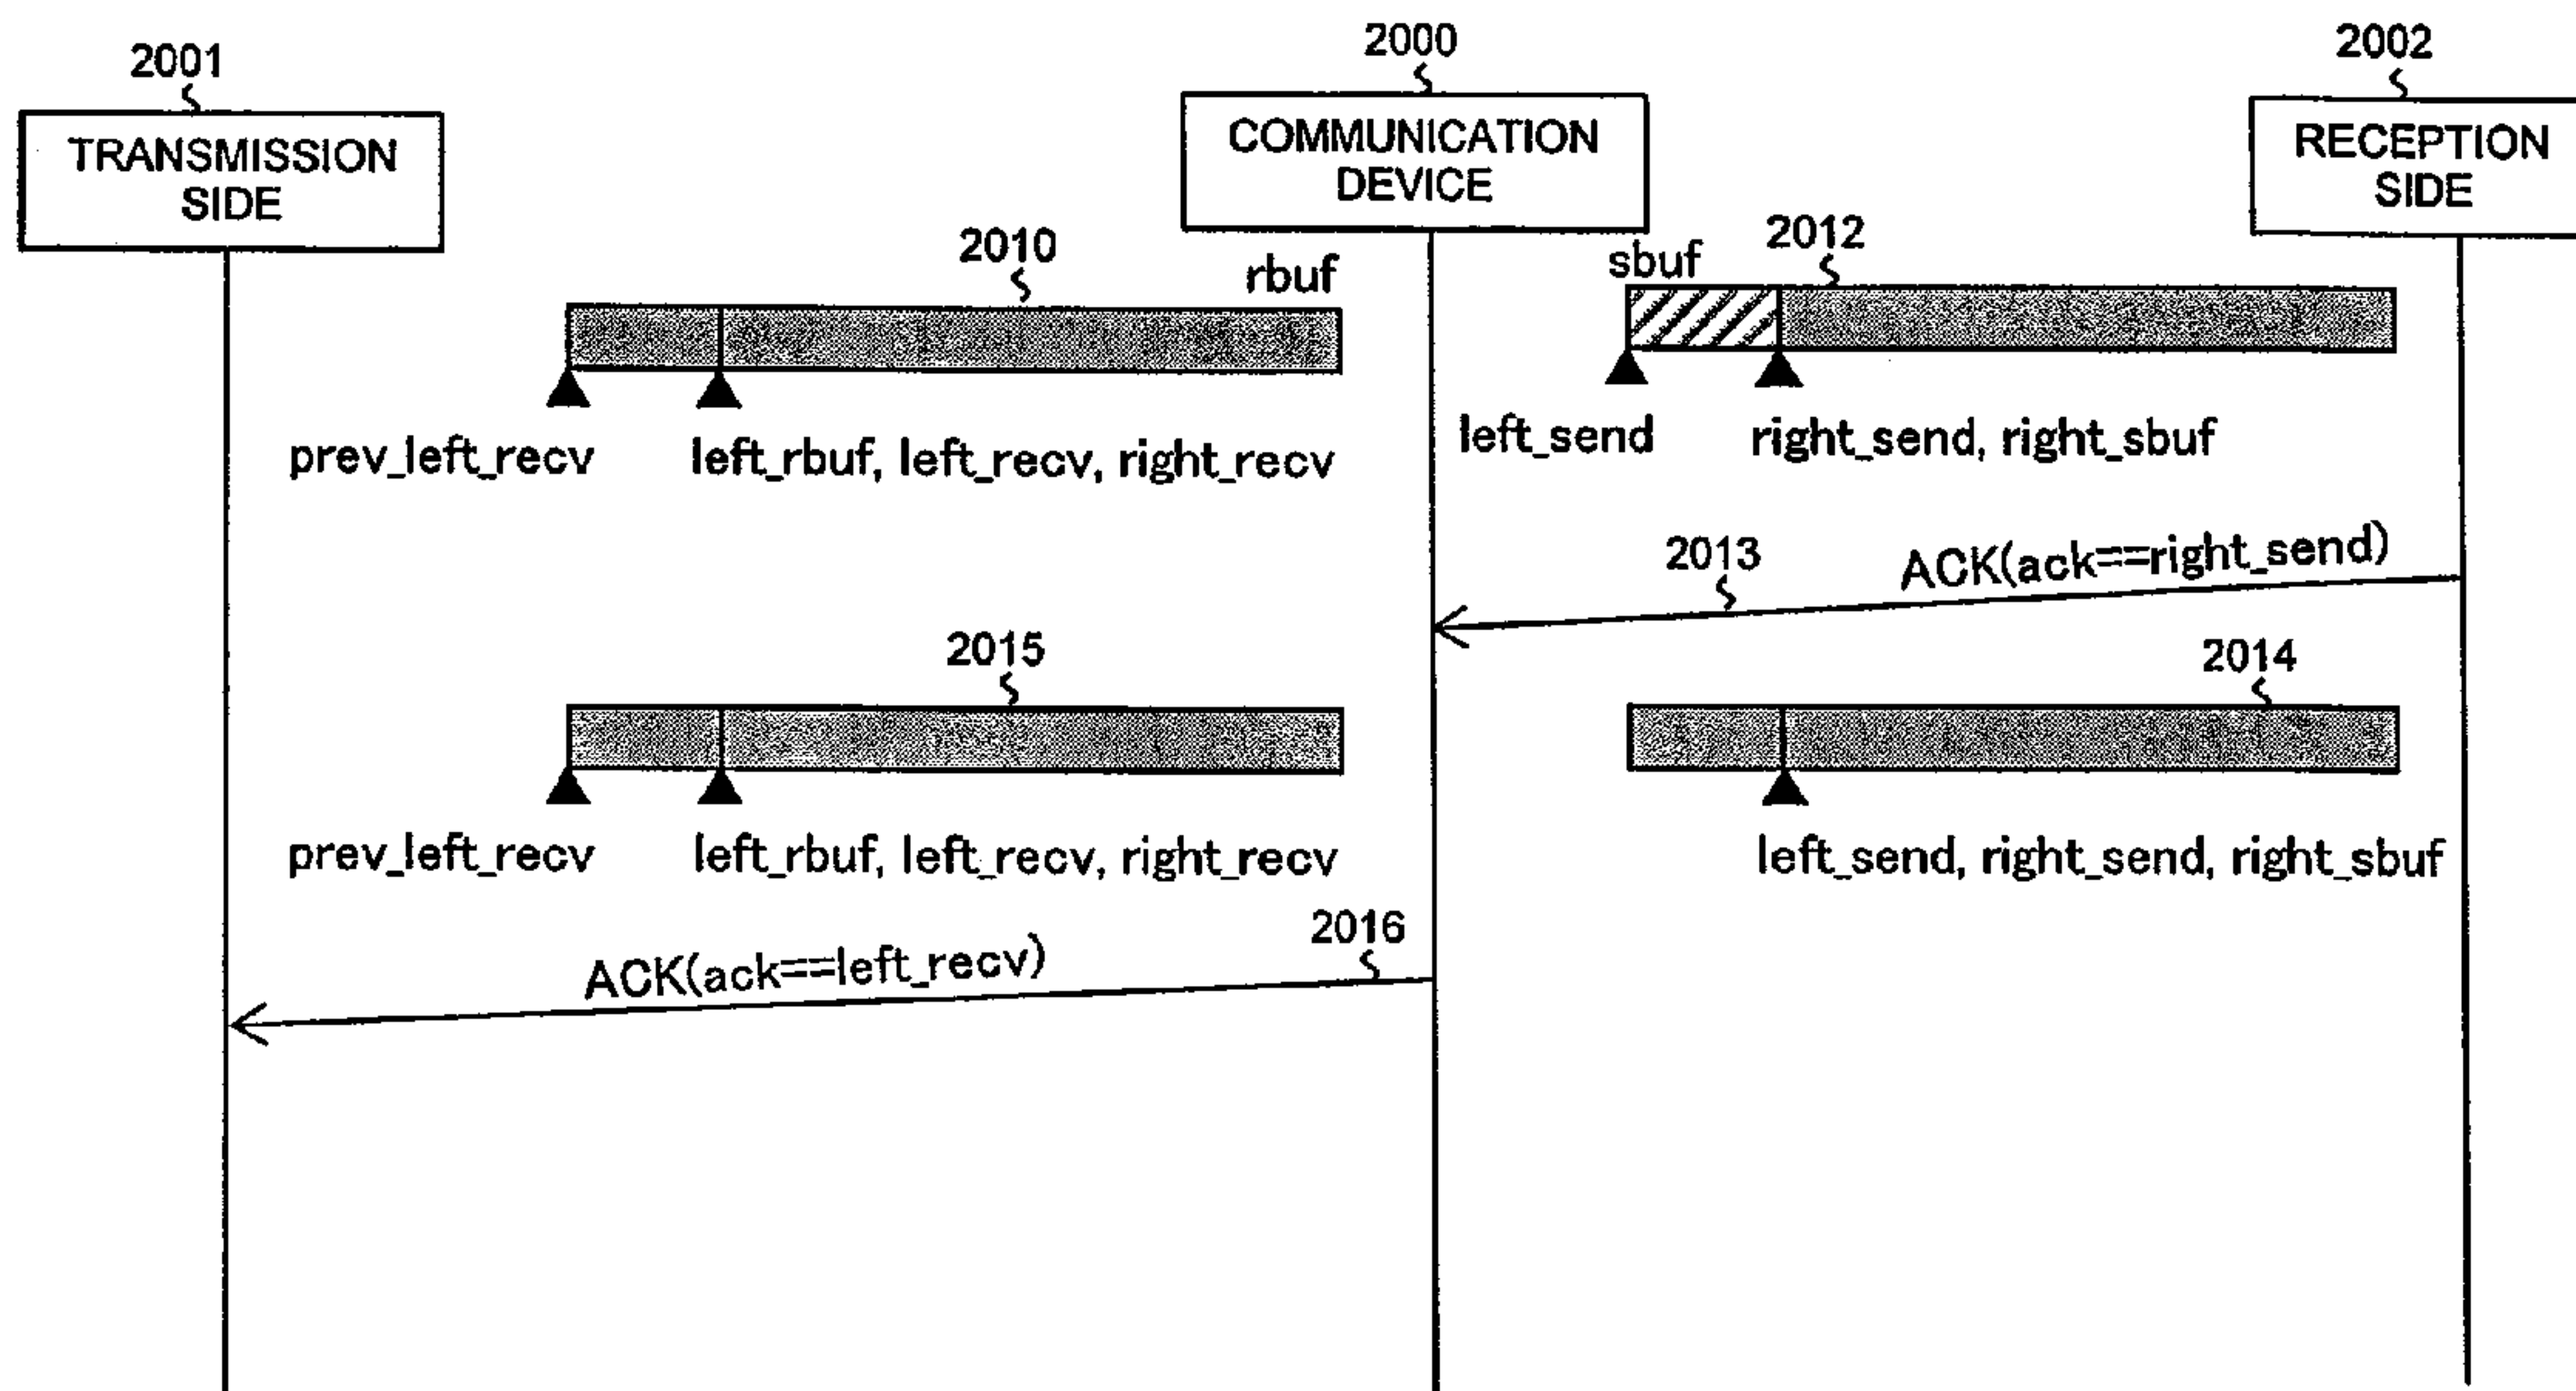 2001
2000
2002
TRANSMISSION
SIDE
COMMUNICATION
DEVICE
RECEPTION
SIDE
2010
rbuf
sbuf
2012
prev_left_recv
left_rbuf, left_recv, right_recv
left_send
right_send, right_sbuf
2013
ACK(ack==right_send)
2015
2014
prev_left_recv
left_rbuf, left_recv, right_recv
left_send, right_send, right_sbuf
2016
ACK(ack==left_recv)